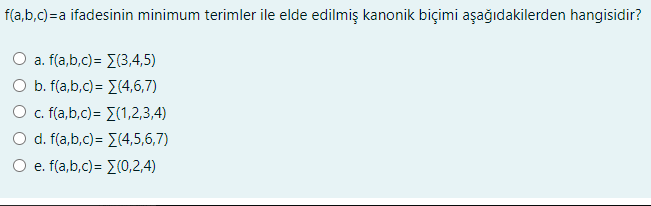 f(a,b,c)=a ifadesinin minimum terimler ile elde edilmiş kanonik biçimi aşağıdakilerden hangisidir?
a. f(a,b,c)= ∑(3,4,5)
b. f(a,b,c)= ∑(4,6,7)
c. f(a,b,c)= ∑(1,2,3,4)
d. f(a,b,c)= ∑(4,5,6,7)
e. f(a,b,c)= ∑(0,2,4)